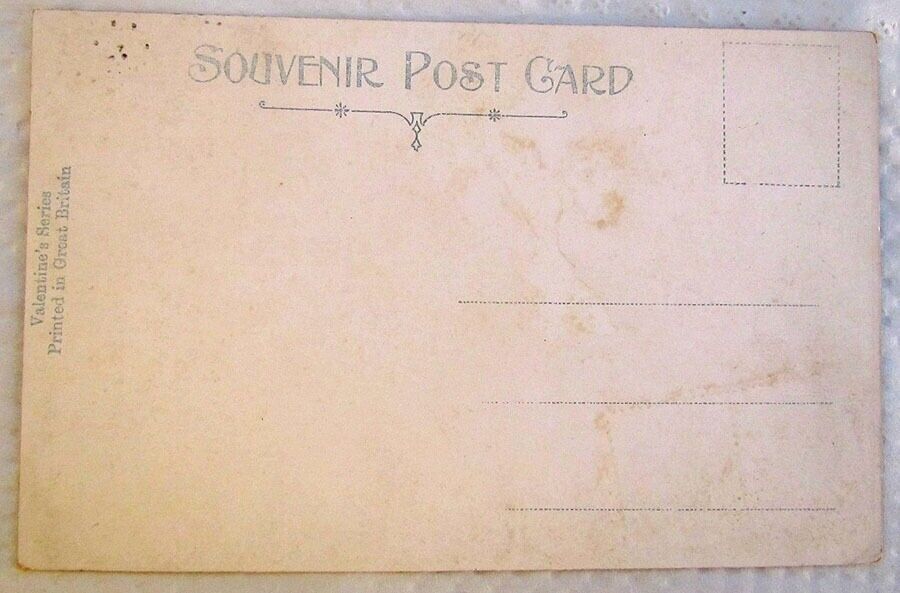 SOUVENIR POST CARD
Valentine's Series
Printed in Great Britain